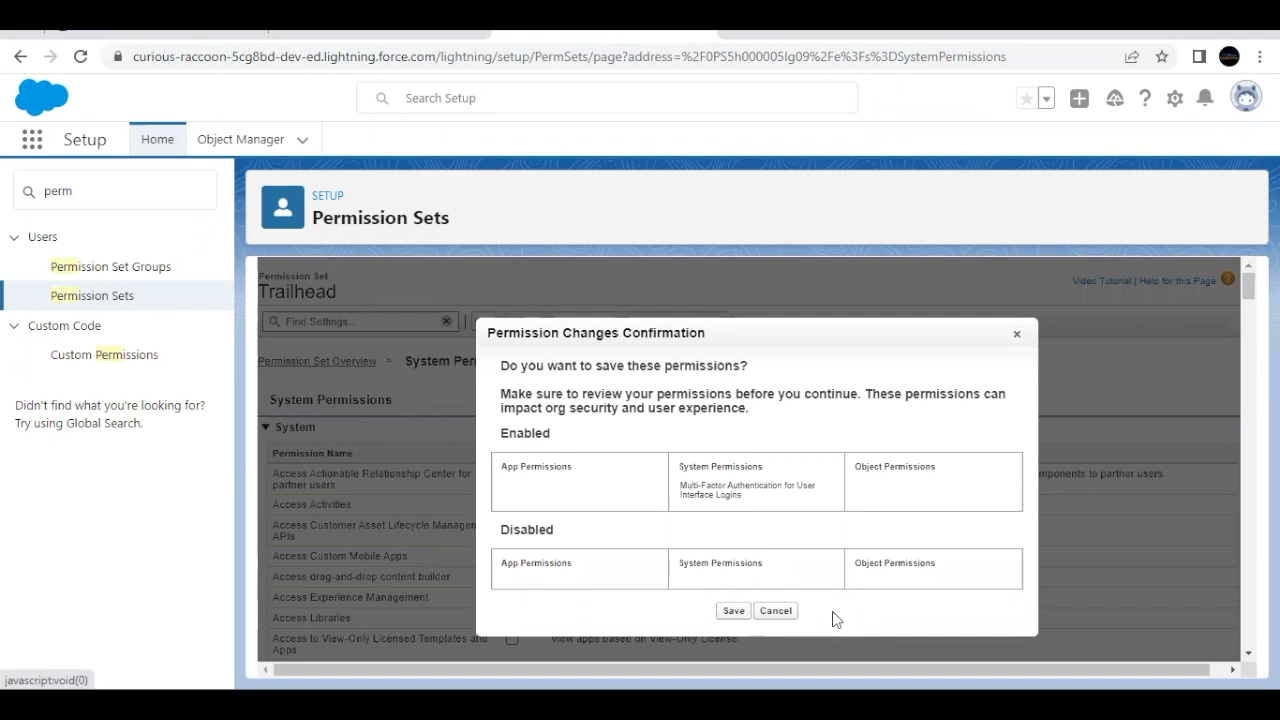 curious-raccoon-5cg8bd-dev-ed.lightning.force.com/lightning/setup/PermSets/page?address=%2F0PS5h000005Ig09%2Fe%3Fs%3DSystemPermissions
Search Setup
Setup
Home
Object Manager
perm
Users
Permission Set Groups
Permission Sets
Custom Code
Custom Permissions
Didn't find what you're looking for?
Try using Global Search.
SETUP
Permission Sets
Permission Set
Trailhead
Video Tutorial | Help for this Page
Find Settings...
Permission Set Overview > System Per
System Permissions
System
Permission Name
Access Actionable Relationship Center for
partner users
omponents to partner users.
Access Activities
Access Customer Asset Lifecycle Managen
APIs
Access Custom Mobile Apps
Access drag-and-drop content builder
Access Experience Management
Access Libraries
Access to View-Only Licensed Templates and
Apps
View apps based on View-Only License.
Permission Changes Confirmation
Do you want to save these permissions?
Make sure to review your permissions before you continue. These permissions can
impact org security and user experience.
Enabled
App Permissions
System Permissions
Object Permissions
Multi-Factor Authentication for User
Interface Logins
Disabled
App Permissions
System Permissions
Object Permissions
Save
Cancel
javascript:void(0)